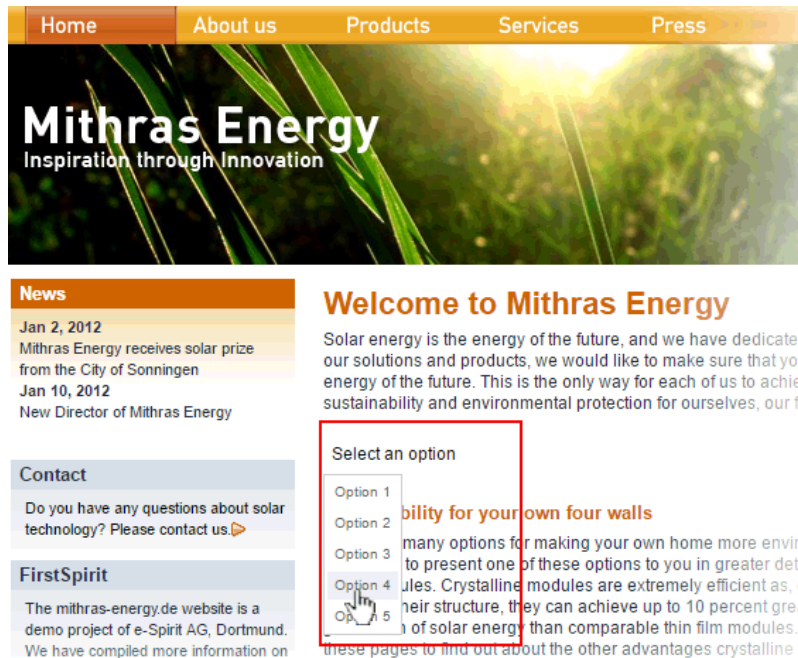 Home About us Products Services Press
Mithras Energy
Inspiration through Innovation
News
Jan 2, 2012
Mithras Energy receives solar prize
from the City of Sonningen
Jan 10, 2012
New Director of Mithras Energy
Contact
Do you have any questions about solar
technology? Please contact us.
FirstSpirit
The mithras-energy.de website is a
demo project of e-Spirit AG, Dortmund.
We have compiled more information on
Welcome to Mithras Energy
Solar energy is the energy of the future, and we have dedicate
our solutions and products, we would like to make sure that yo
energy of the future. This is the only way for each of us to achie
sustainability and environmental protection for ourselves, our f
Select an option
Option 1
Option 2
Option 3
Option 4
Option 5
bility for your own four walls
many options for making your own home more envir
to present one of these options to you in greater det
ules. Crystalline modules are extremely efficient as,
heir structure, they can achieve up to 10 percent gre
n of solar energy than comparable thin film modules.
these pages to find out about the other advantages crystalline